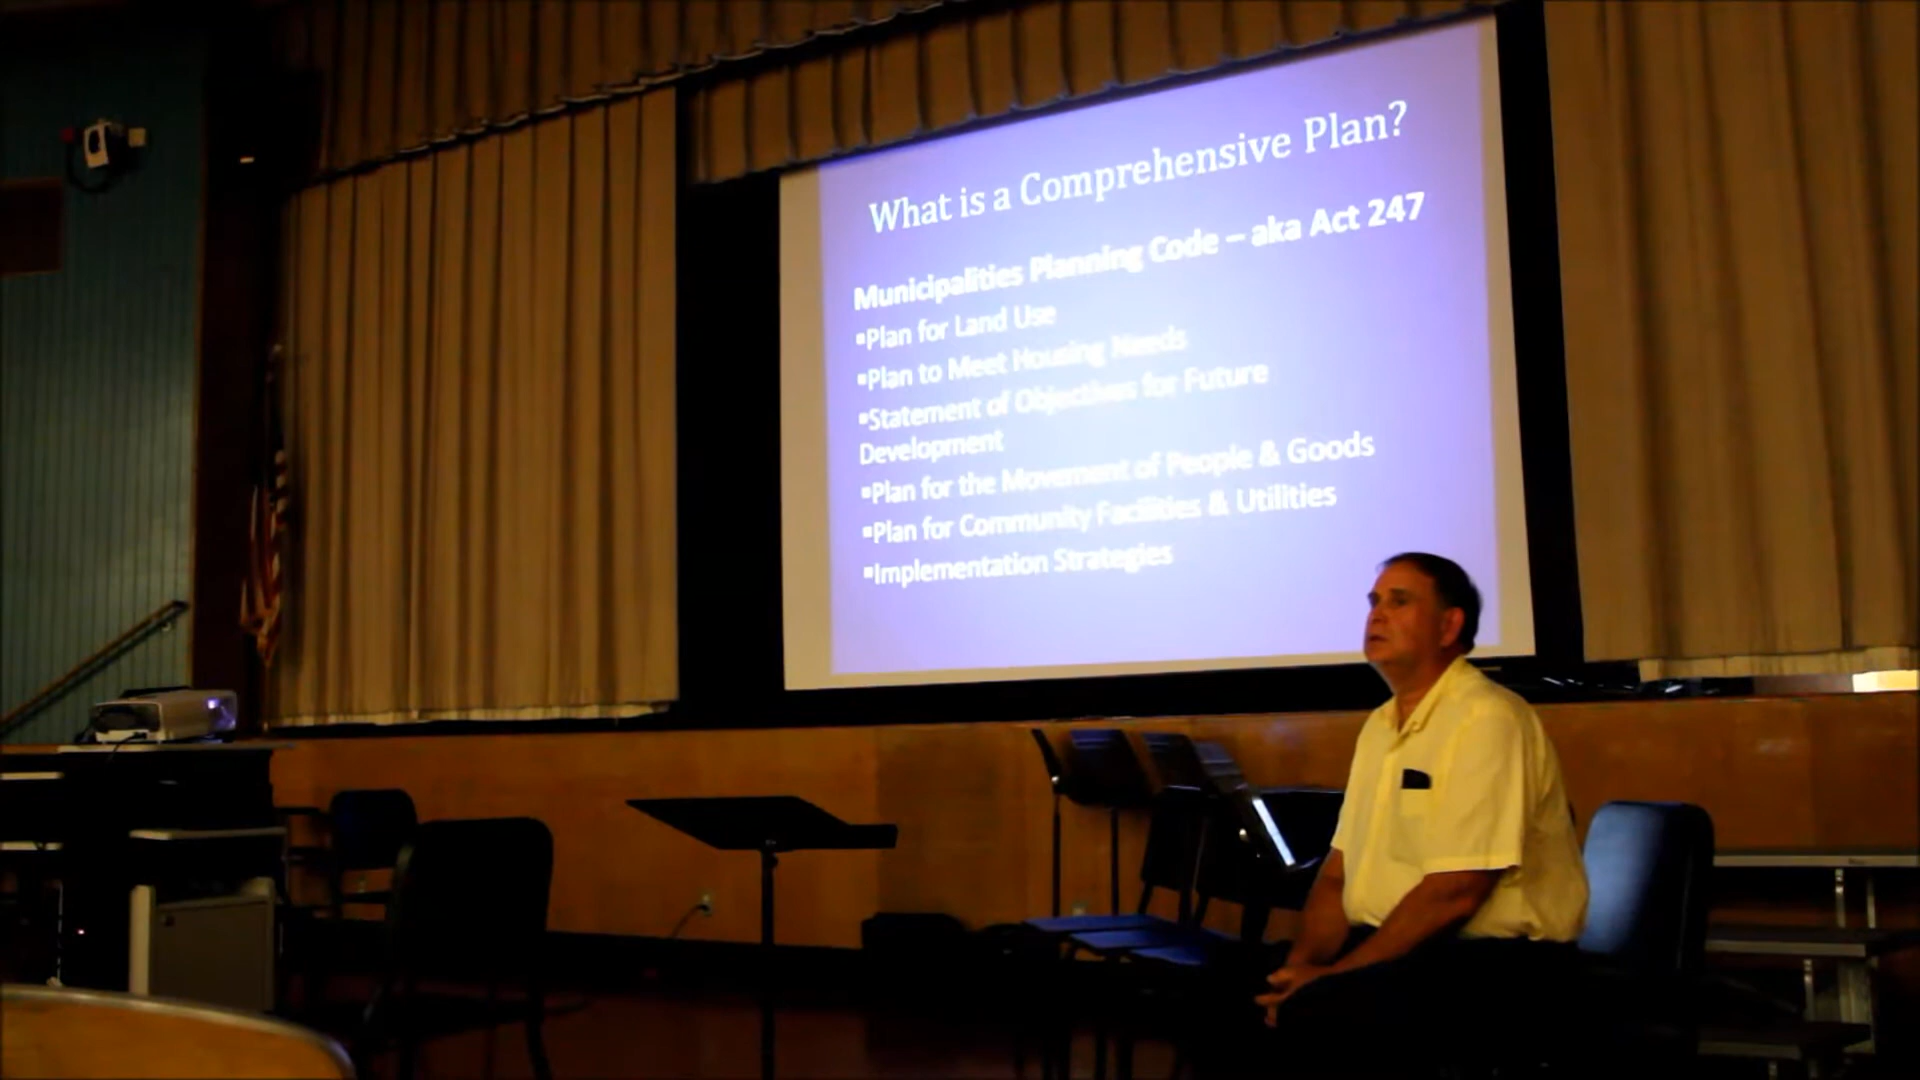 What is a Comprehensive Plan?
Municipalities Planning Code – aka Act 247
▪Plan for Land Use
▪Plan to Meet Housing Needs
▪Statement of Objectives for Future
Development
▪Plan for the Movement of People & Goods
▪Plan for Community Facilities & Utilities
▪Implementation Strategies